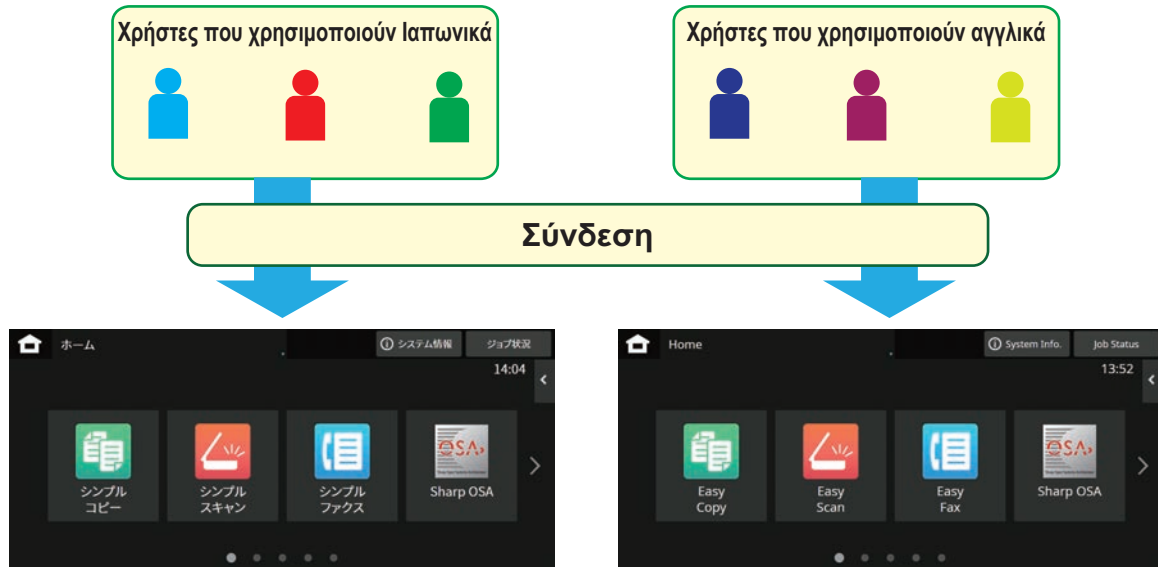 Χρήστες που χρησιμοποιούν Ιαπωνικά
Χρήστες που χρησιμοποιούν αγγλικά
Σύνδεση
ホーム
システム情報
ジョブ状況
14:04
シンプル
コピー
シンプル
スキャン
シンプル
ファクス
OSA
Sharp OSA
Home
System Info.
Job Status
13:52
Easy
Copy
Easy
Scan
Easy
Fax
OSA
Sharp OSA